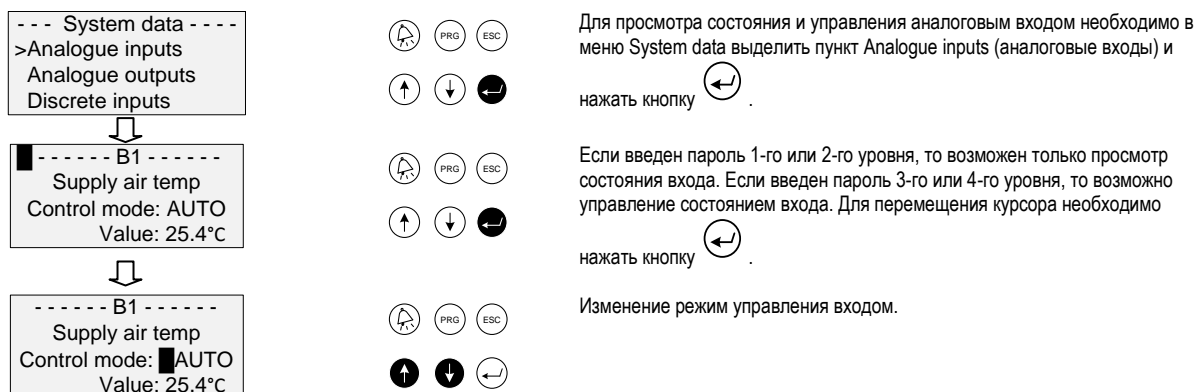 - - - System data - - - -
>Analogue inputs
Analogue outputs
Discrete inputs
PRG ESC
Для просмотра состояния и управления аналоговым входом необходимо в
меню System data выделить пункт Analogue inputs (аналоговые входы) и
нажать кнопку .
- - - - - - B1 - - - - - -
Supply air temp
Control mode: AUTO
Value: 25.4°C
PRG ESC
Если введен пароль 1-го или 2-го уровня, то возможен только просмотр
состояния входа. Если введен пароль 3-го или 4-го уровня, то возможно
управление состоянием входа. Для перемещения курсора необходимо
нажать кнопку .
- - - - - - B1 - - - - - -
Supply air temp
Control mode: AUTO
Value: 25.4°C
PRG ESC
Изменение режим управления входом.